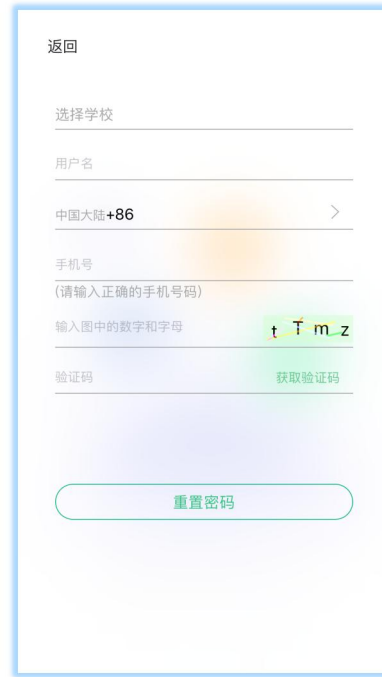 返回
选择学校
用户名
中国大陆+86
手机号
(请输入正确的手机号码)
输入图中的数字和字母 t T m z
验证码 获取验证码
重置密码